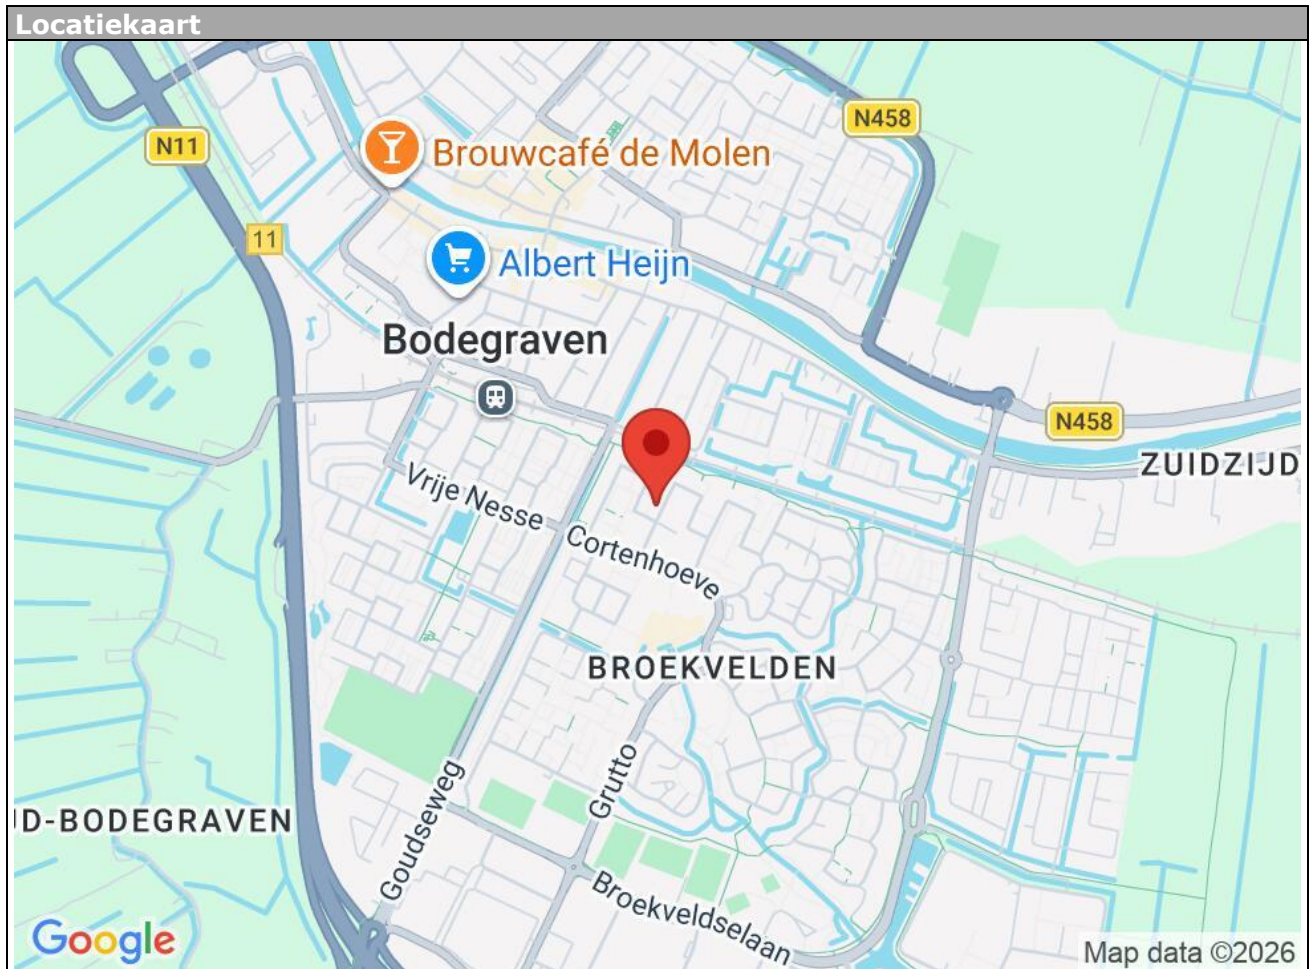 Locatiekaart
N458
N11
Brouwcafé de Molen
11
Albert Heijn
Bodegraven
N458
ZUIDZIJD
Vrije Nesse
Cortenhoeve
BROEKVELDEN
Grutto
Goudseweg
D-BODEGRAVEN
Broekveldselaan
Google
Map data ©2026